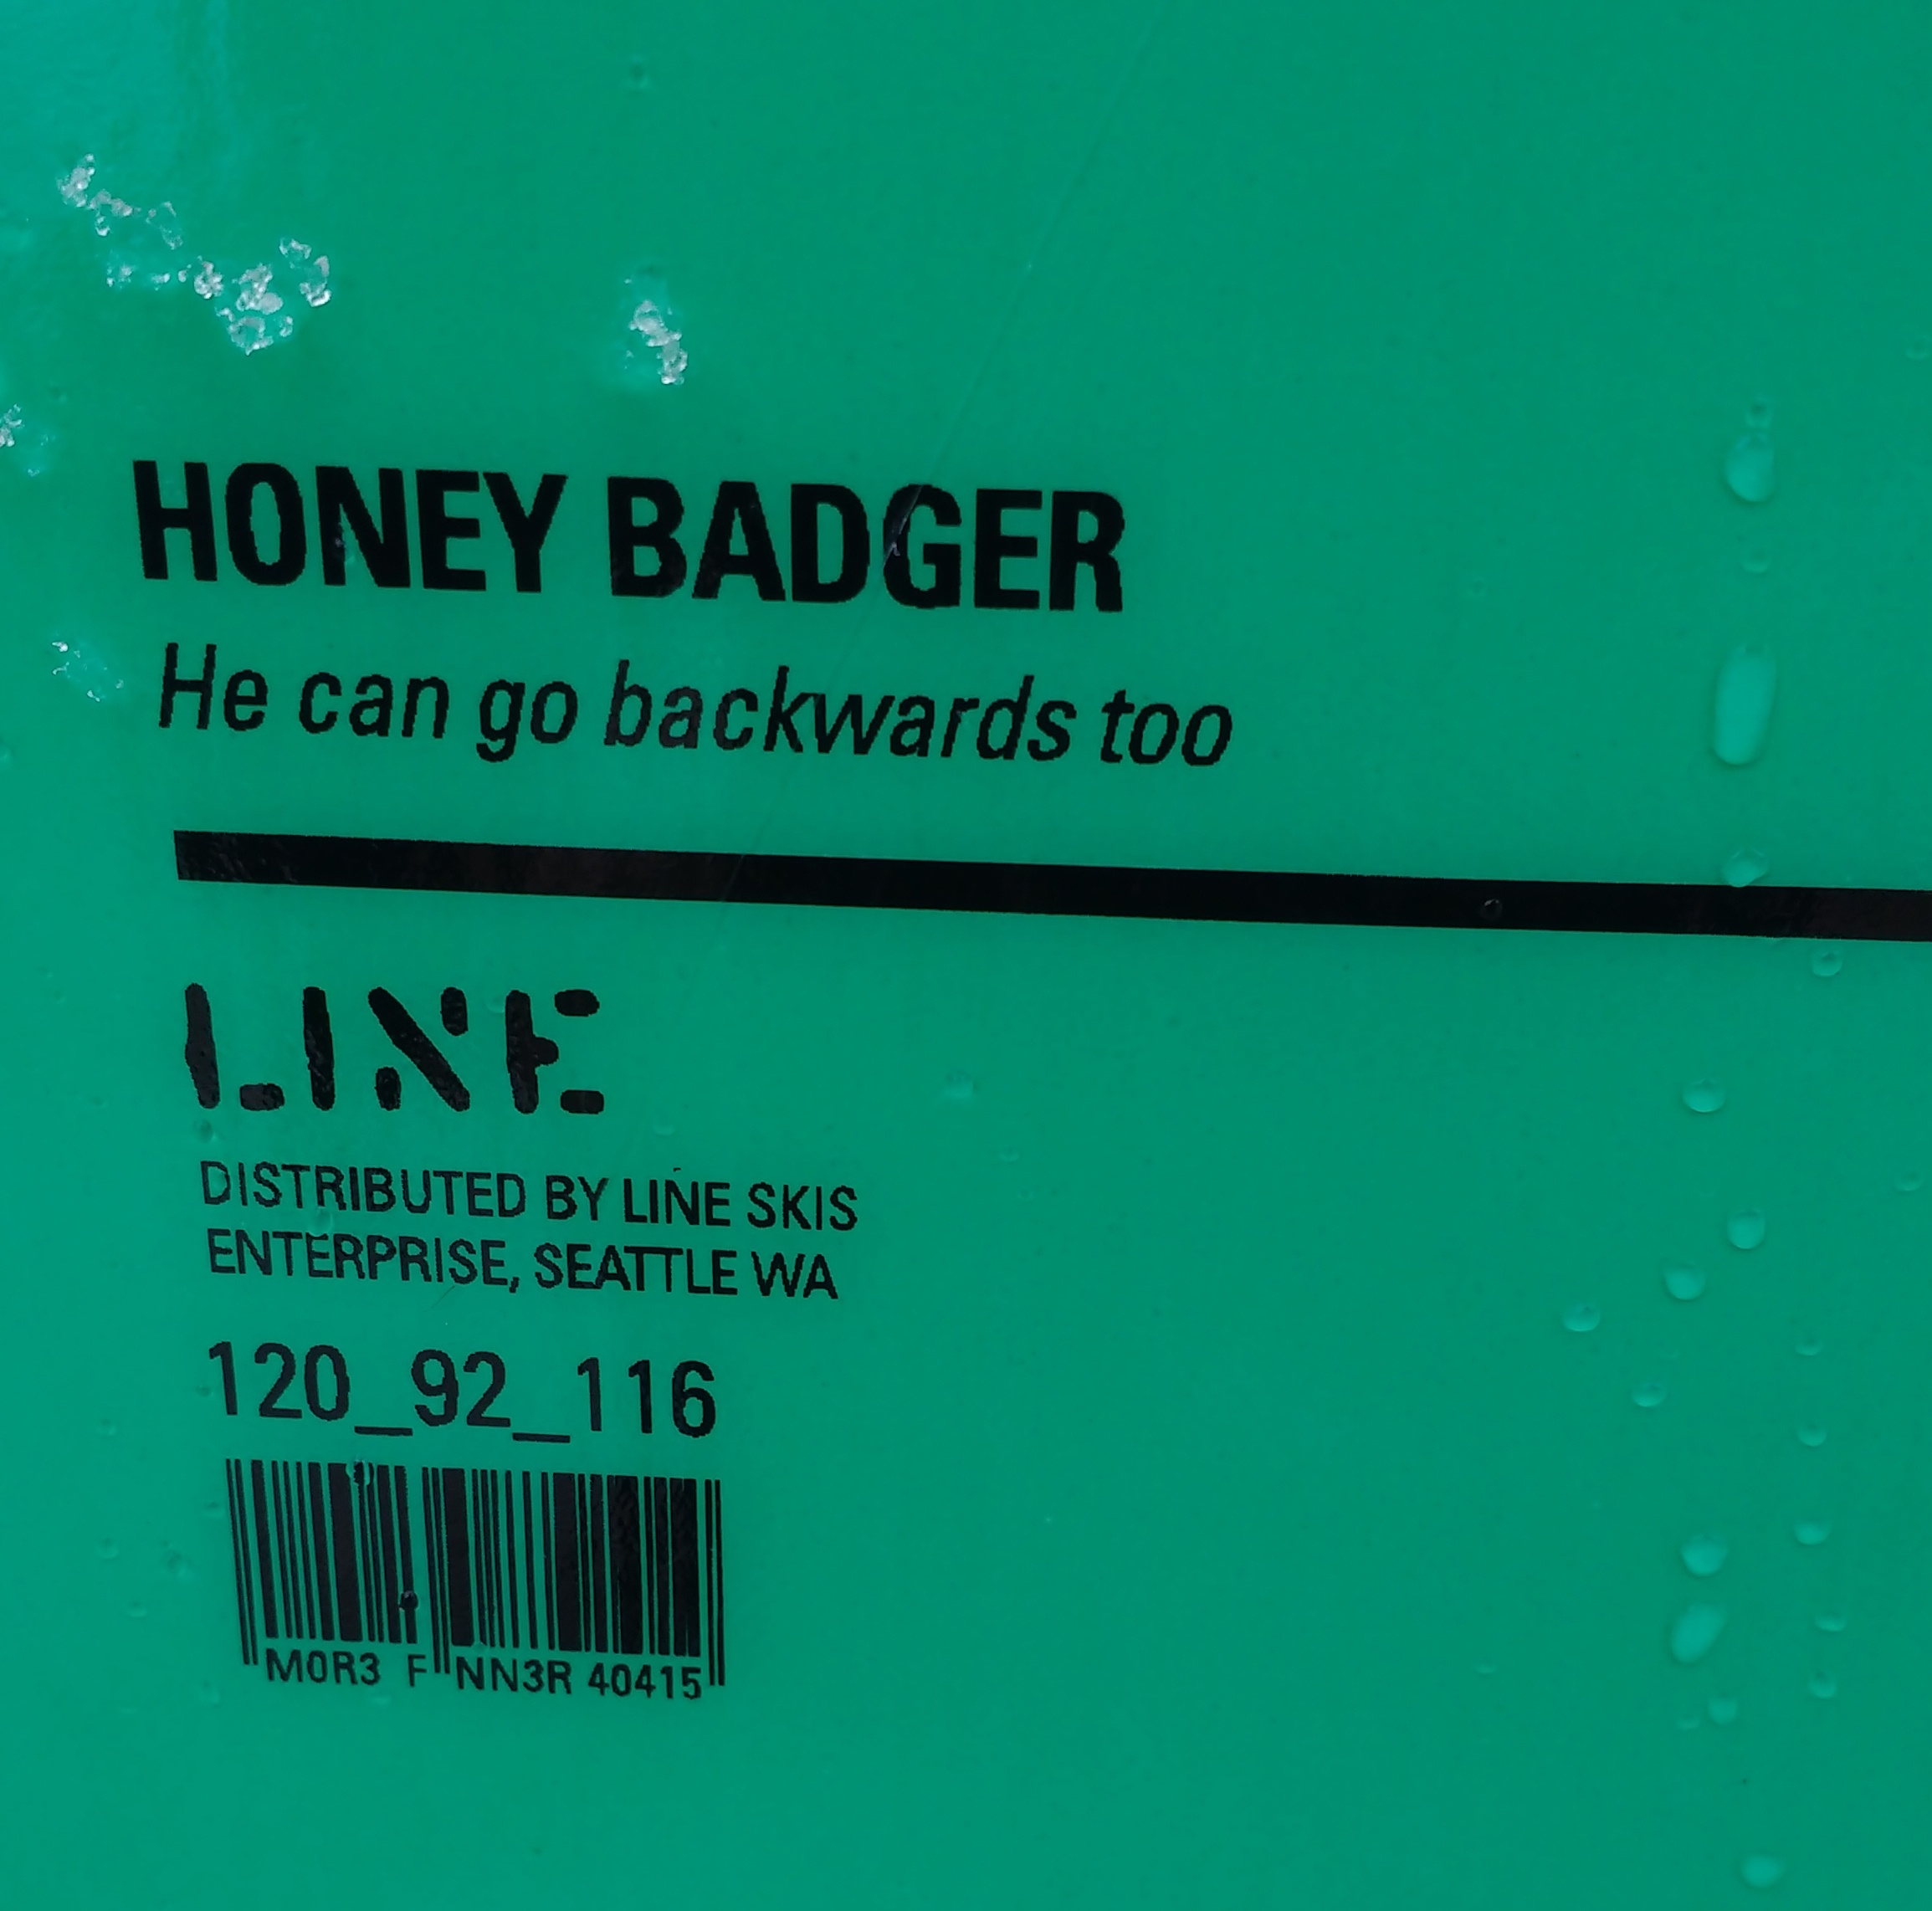 HONEY BADGER
He can go backwards too
LINE
DISTRIBUTED BY LINE SKIS
ENTERPRISE, SEATTLE WA
120_92_116
M0R3 F NN3R 40415